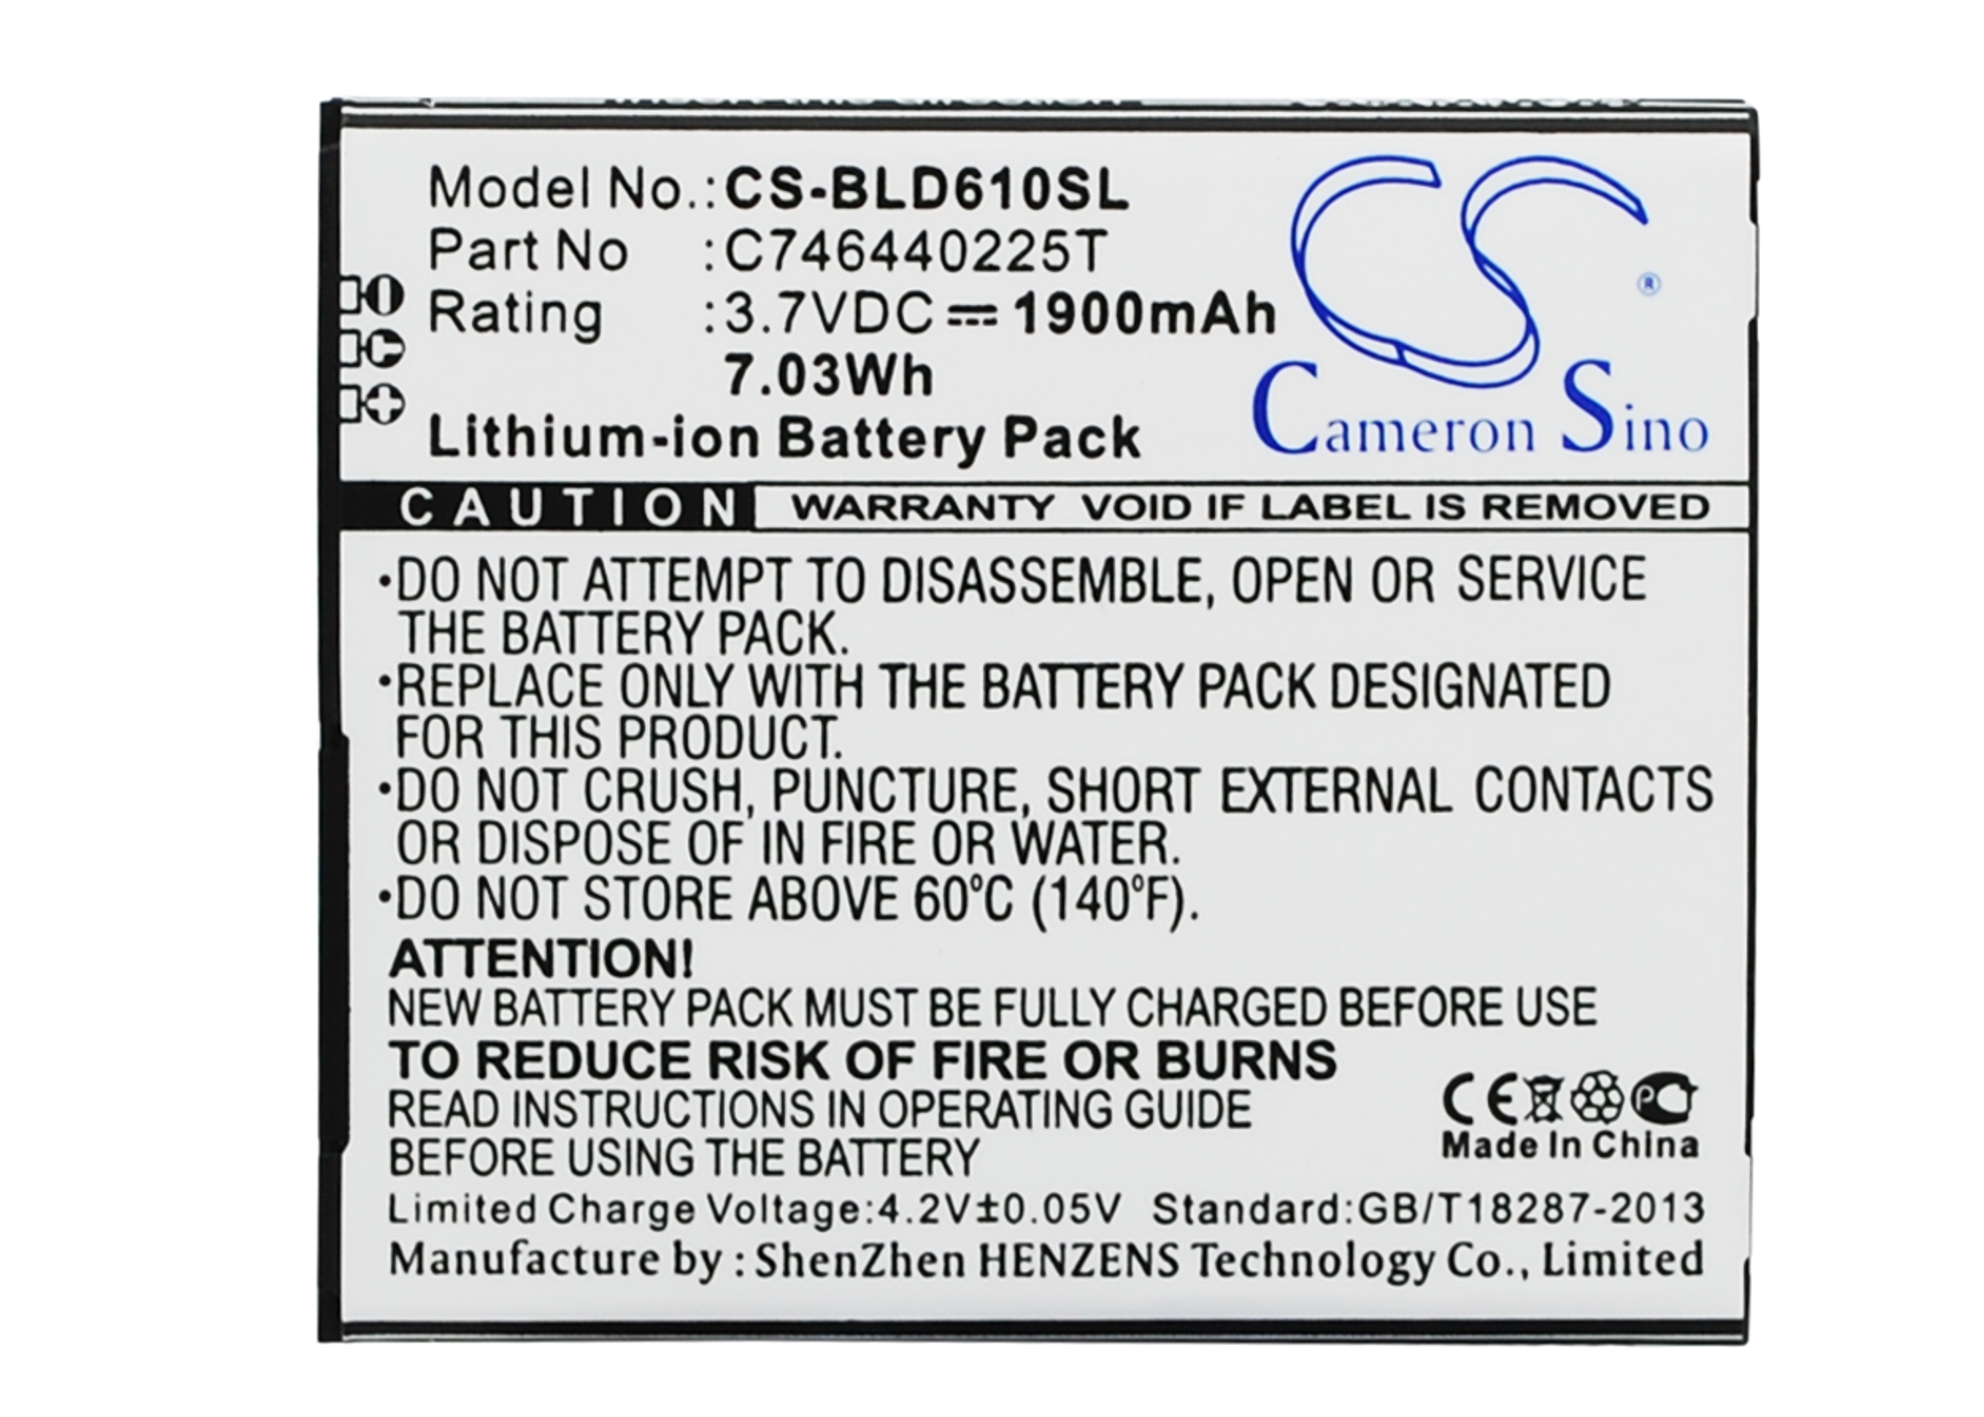 Model No.:CS-BLD610SL
Part No :C746440225T
Rating :3.7VDC 1900mAh
7.03Wh
Lithium-ion Battery Pack
CS
®
Cameron Sino
CAUTION WARRANTY VOID IF LABEL IS REMOVED
•DO NOT ATTEMPT TO DISASSEMBLE, OPEN OR SERVICE
THE BATTERY PACK.
•REPLACE ONLY WITH THE BATTERY PACK DESIGNATED
FOR THIS PRODUCT.
•DO NOT CRUSH, PUNCTURE, SHORT EXTERNAL CONTACTS
OR DISPOSE OF IN FIRE OR WATER.
•DO NOT STORE ABOVE 60°C (140°F).
ATTENTION!
NEW BATTERY PACK MUST BE FULLY CHARGED BEFORE USE
TO REDUCE RISK OF FIRE OR BURNS
READ INSTRUCTIONS IN OPERATING GUIDE
BEFORE USING THE BATTERY
CE PC
Made In China
Limited Charge Voltage:4.2V±0.05V Standard:GB/T18287-2013
Manufacture by : ShenZhen HENZENS Technology Co., Limited